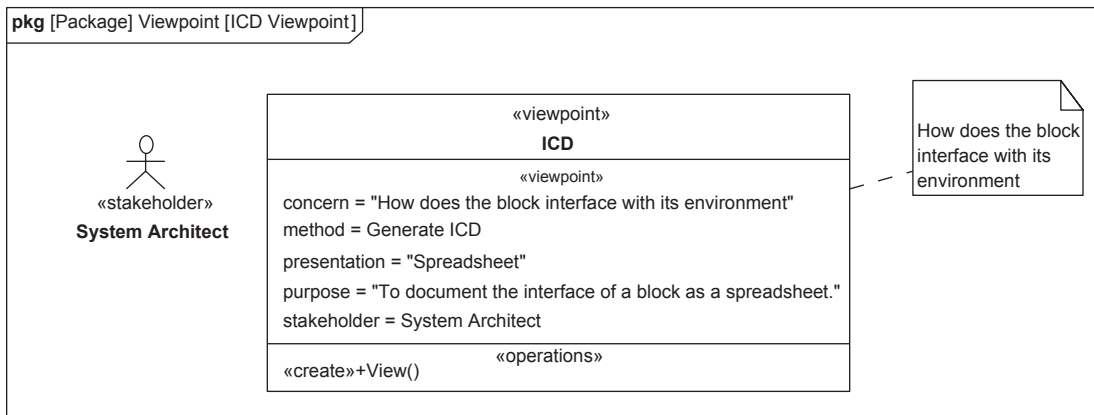 pkg [Package] Viewpoint [ICD Viewpoint]
«viewpoint»
ICD
«viewpoint»
concern = "How does the block interface with its environment"
method = Generate ICD
presentation = "Spreadsheet"
purpose = "To document the interface of a block as a spreadsheet."
stakeholder = System Architect
«operations»
«create»+View()
«stakeholder»
System Architect
How does the block
interface with its
environment